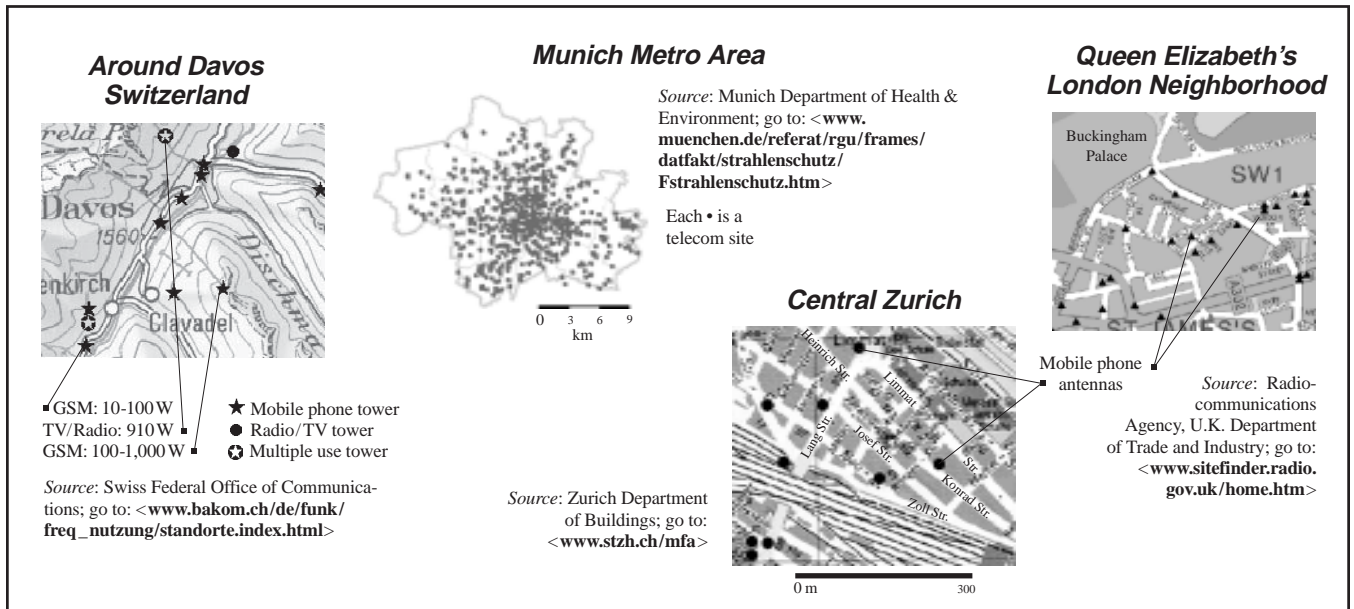 Around Davos
Switzerland
rela P
Davos
1560
enkirch
Clavadel
Dischma
GSM: 10-100 W
TV/Radio: 910 W
GSM: 100-1,000 W
Mobile phone tower
Radio/TV tower
Multiple use tower
Source: Swiss Federal Office of Communica-
tions; go to: <www.bakom.ch/de/funk/
freq_nutzung/standorte.index.html>
Munich Metro Area
Source: Munich Department of Health &
Environment; go to: <www.
muenchen.de/referat/rgu/frames/
datfakt/strahlenschutz/
Fstrahlenschutz.htm>
Each • is a
telecom site
0 3 6 9
km
Central Zurich
Heinrich Str.
Limmat
Lang Str.
Josef Str.
Limmat
Str.
Konrad Str.
Zoll Str.
0 m 300
Source: Zurich Department
of Buildings; go to:
<www.stzh.ch/mfa>
Queen Elizabeth's
London Neighborhood
Buckingham
Palace
SW1
ST JAMES'S
Mobile phone
antennas
Source: Radio-
communications
Agency, U.K. Department
of Trade and Industry; go to:
<www.sitefinder.radio.
gov.uk/home.htm>